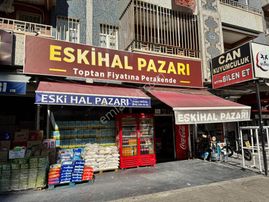 ESKİHAL PAZARI
Toptan Fiyatına Perakende
ESKİ HAL PAZARI
ESKİ HAL PAZARI
CAN
KUYUMCULUK
BİLEN ET